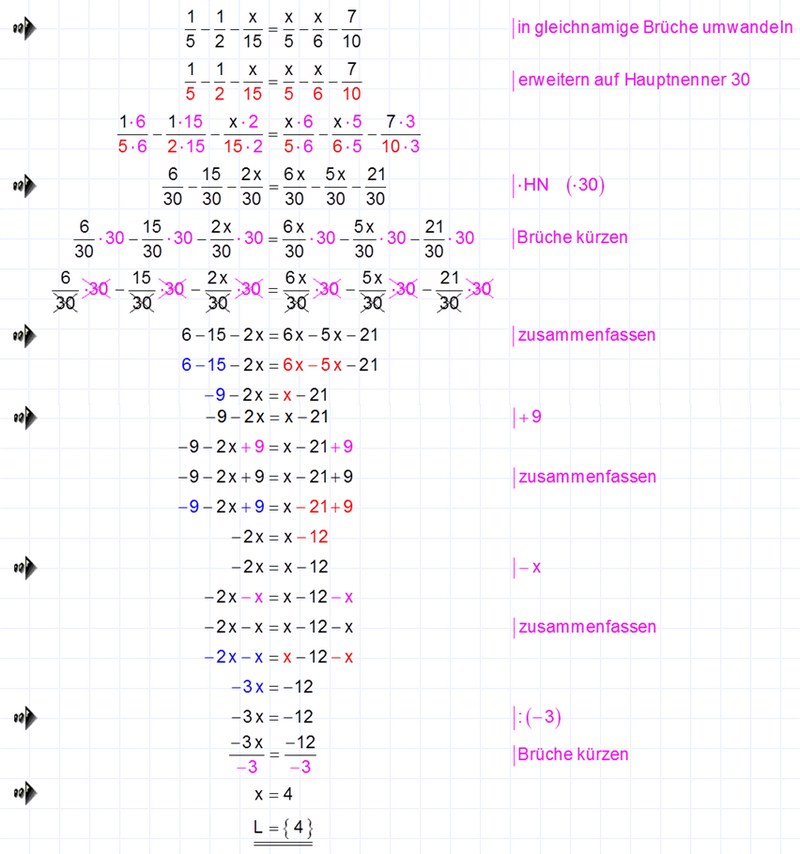 1/5 − 1/2 − x/15 = x/5 − x/6 − 7/10 |in gleichnamige Brüche umwandeln
1/5 − 1/2 − x/15 = x/5 − x/6 − 7/10 |erweitern auf Hauptnenner 30
1·6/5·6 − 1·15/2·15 − x·2/15·2 = x·6/5·6 − x·5/6·5 − 7·3/10·3
6/30 − 15/30 − 2x/30 = 6x/30 − 5x/30 − 21/30 |·HN (·30)
6/30·30 − 15/30·30 − 2x/30·30 = 6x/30·30 − 5x/30·30 − 21/30·30 |Brüche kürzen
6/30·30 − 15/30·30 − 2x/30·30 = 6x/30·30 − 5x/30·30 − 21/30·30
6−15−2x=6x−5x−21 |zusammenfassen
6−15−2x=6x−5x−21
−9−2x=x−21
−9−2x=x−21 |+9
−9−2x+9=x−21+9
−9−2x+9=x−21+9 |zusammenfassen
−9−2x+9=x−21+9
−2x=x−12
−2x=x−12 |−x
−2x−x=x−12−x
−2x−x=x−12−x |zusammenfassen
−2x−x=x−12−x
−3x=−12
−3x=−12 |:(−3)
−3x/−3 = −12/−3 |Brüche kürzen
x=4
L={4}